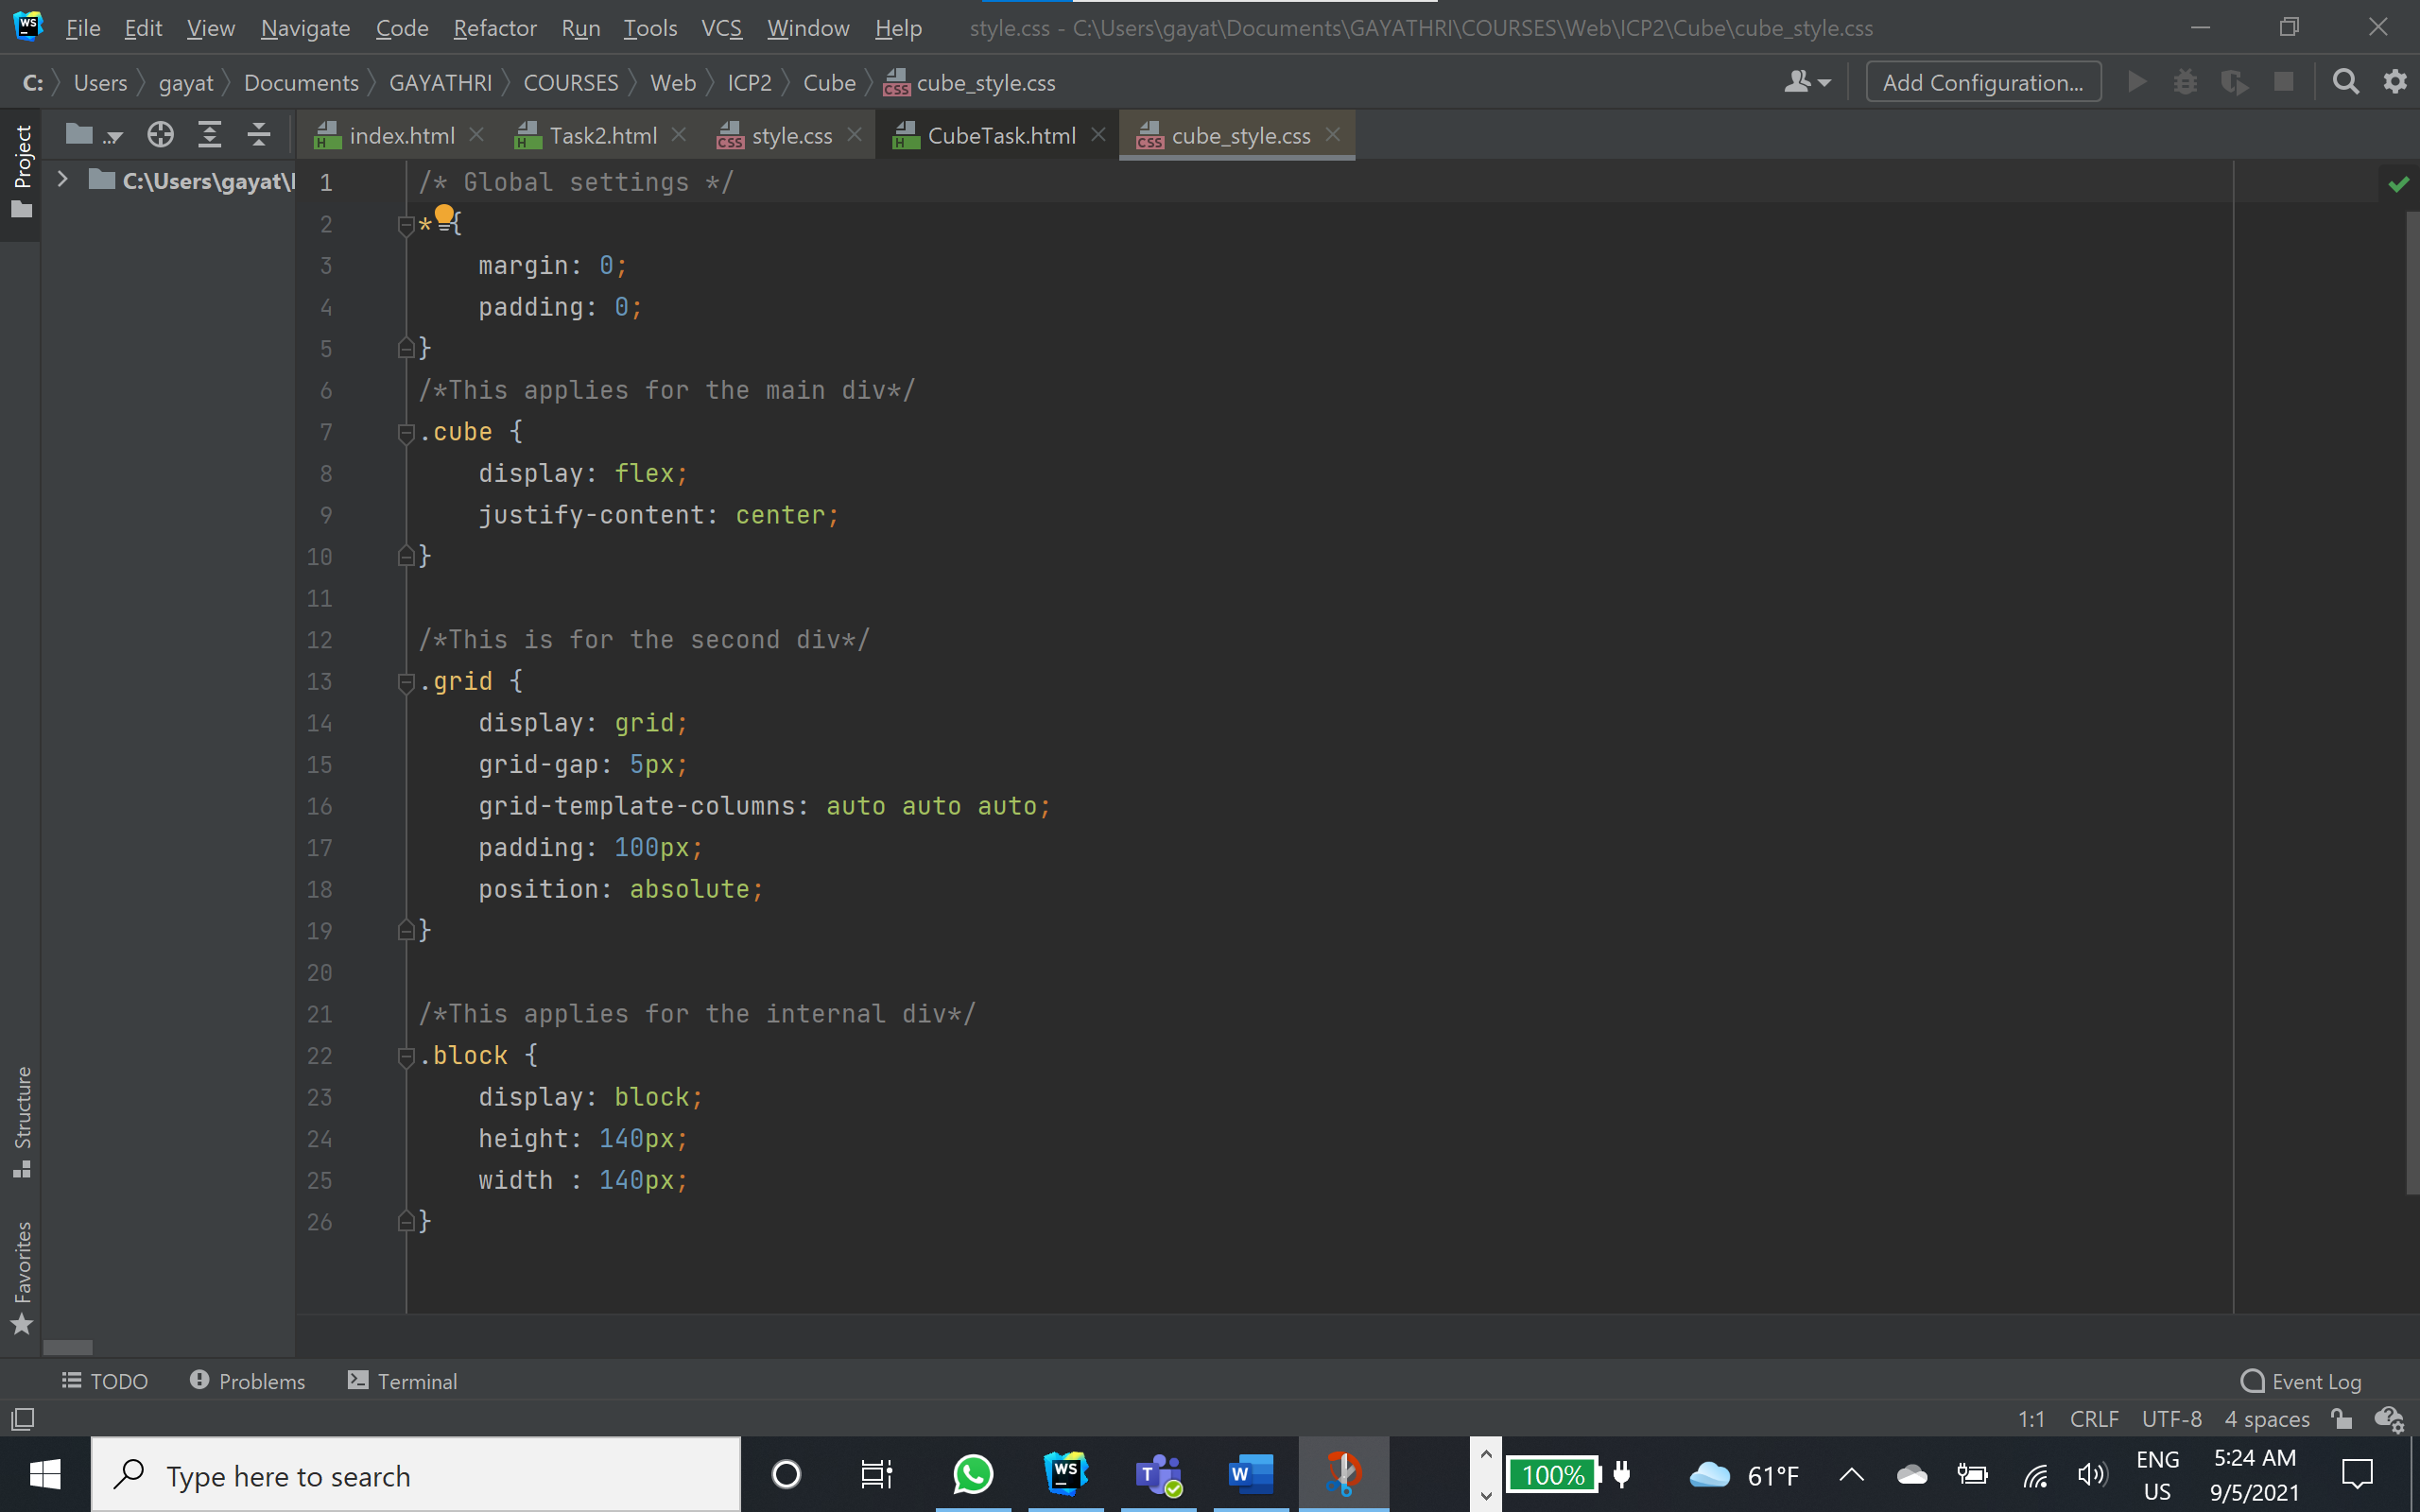 WS File Edit View Navigate Code Refactor Run Tools VCS Window Help style.css - C:\Users\gayat\Documents\GAYATHRI\COURSES\Web\ICP2\Cube\cube_style.css
C: Users gayat Documents GAYATHRI COURSES Web ICP2 Cube CSS cube_style.css Add Configuration...
Project ... H index.html H Task2.html CSS style.css H CubeTask.html CSS cube_style.css
C:\Users\gayat\
1 /* Global settings */
2 * {
3 margin: 0;
4 padding: 0;
5 }
6 /*This applies for the main div*/
7 .cube {
8 display: flex;
9 justify-content: center;
10 }
11
12 /*This is for the second div*/
13 .grid {
14 display: grid;
15 grid-gap: 5px;
16 grid-template-columns: auto auto auto;
17 padding: 100px;
18 position: absolute;
19 }
20
21 /*This applies for the internal div*/
22 .block {
23 display: block;
24 height: 140px;
25 width : 140px;
26 }
Structure
Favorites
TODO Problems Terminal Event Log
1:1 CRLF UTF-8 4 spaces
Type here to search WS T W 100% 61°F ENG 5:24 AM
US 9/5/2021